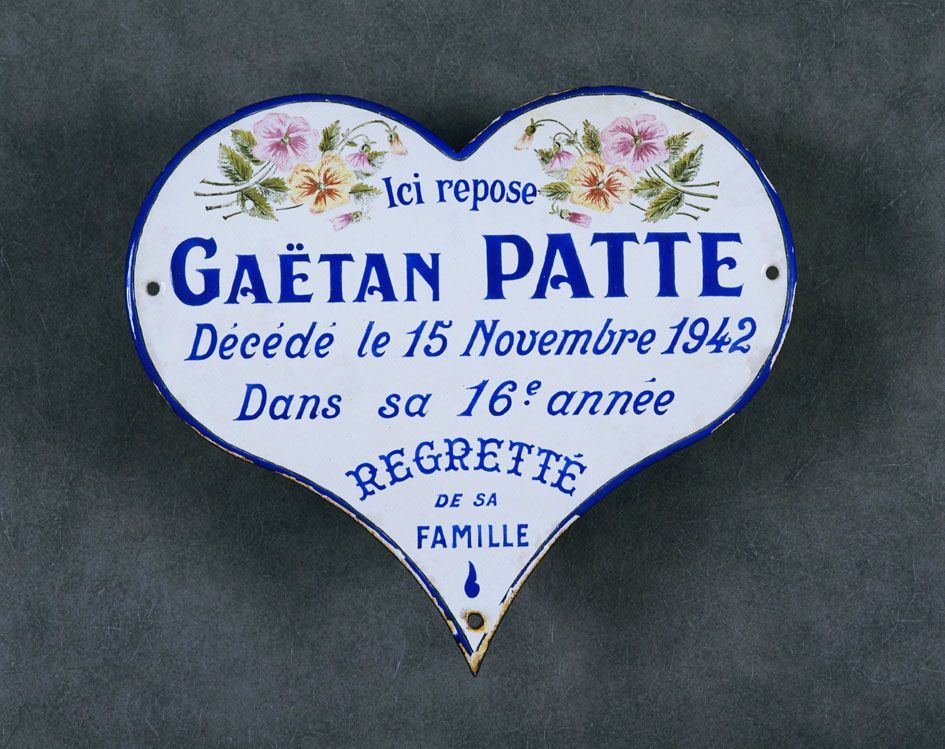 Ici repose
GAËTAN PATTE
Décédé le 15 Novembre 1942
Dans sa 16e année
REGRETTÉ
DE SA
FAMILLE